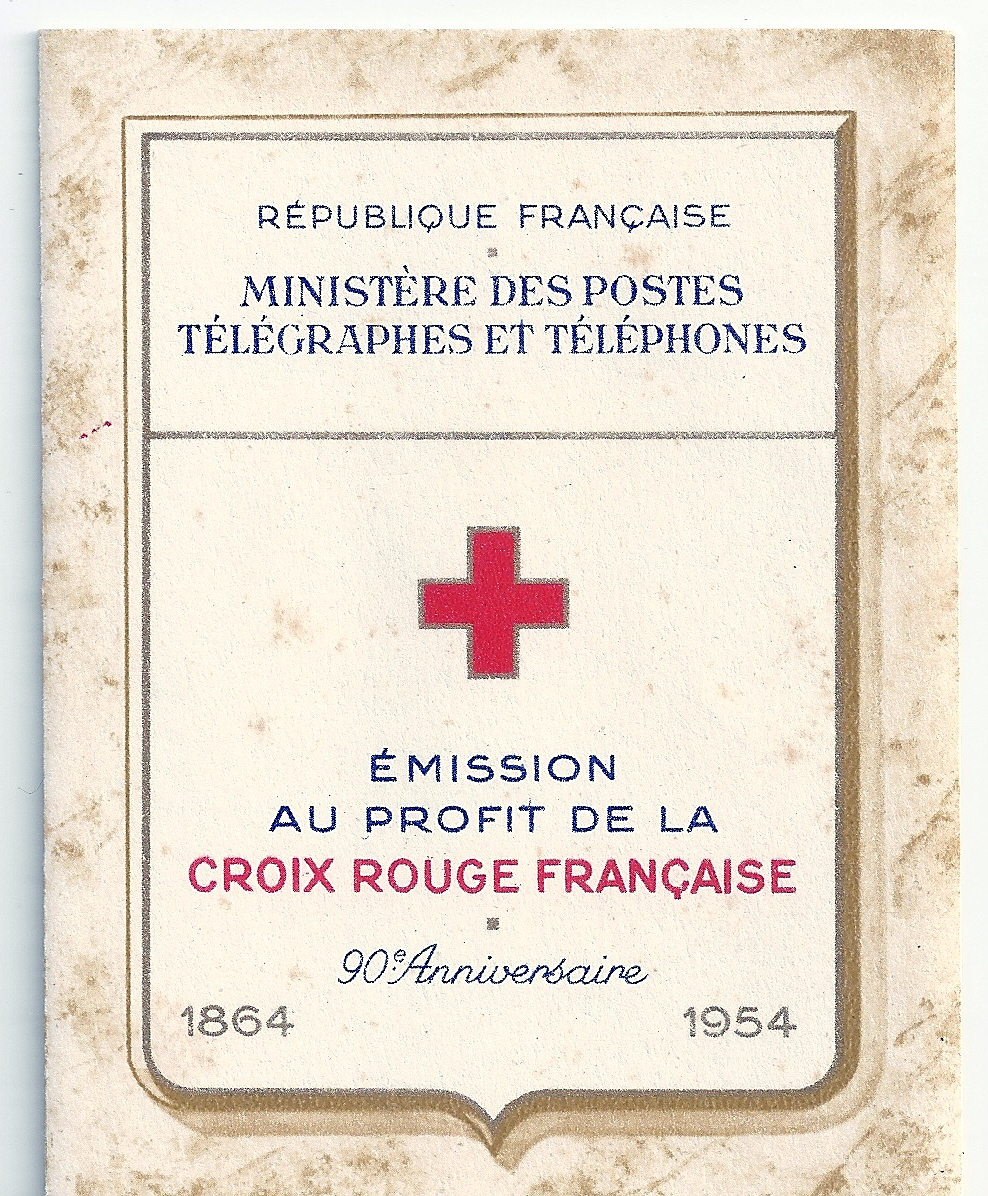 RÉPUBLIQUE FRANÇAISE
MINISTÈRE DES POSTES
TÉLÉGRAPHES ET TÉLÉPHONES
ÉMISSION
AU PROFIT DE LA
CROIX ROUGE FRANÇAISE
90e Anniversaire
1864 1954